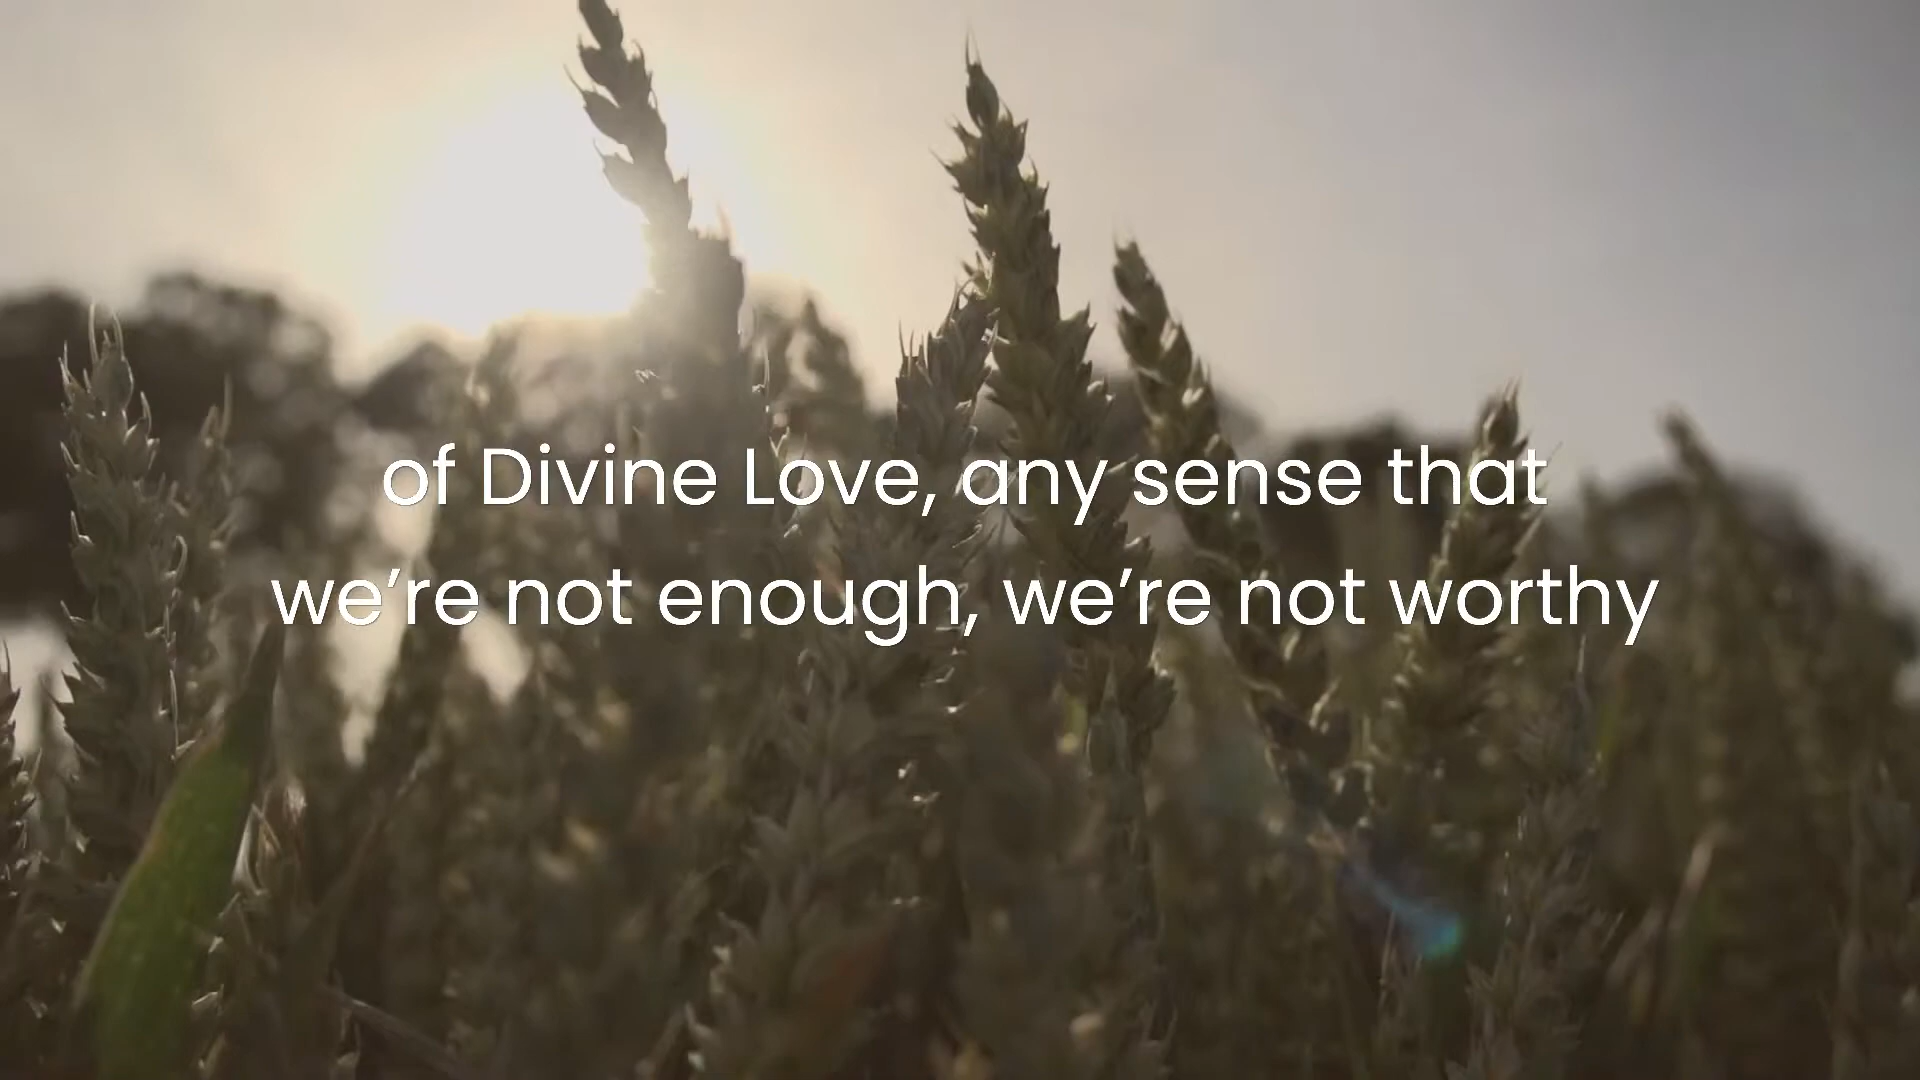 of Divine Love, any sense that
we’re not enough, we’re not worthy